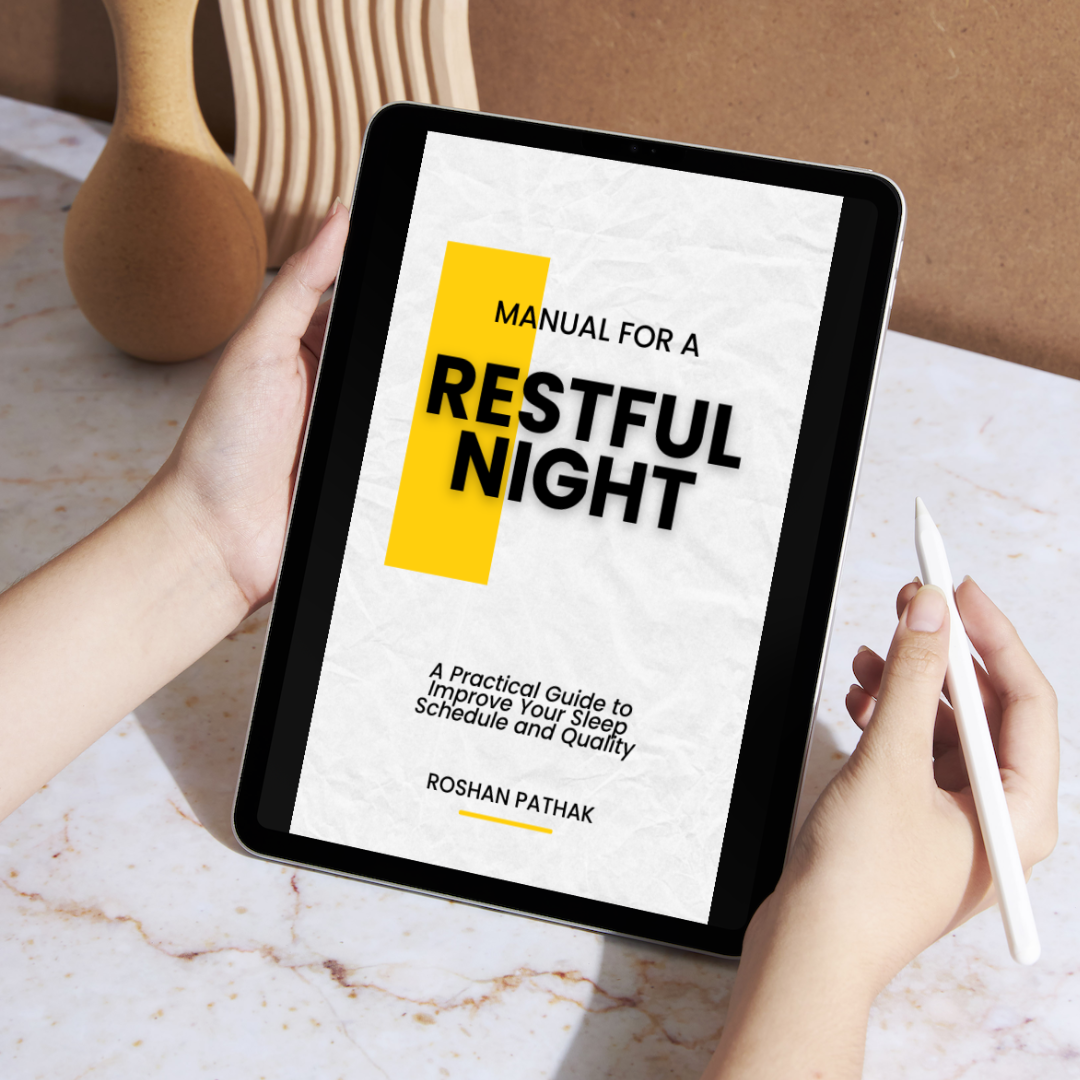 MANUAL FOR A
RESTFUL
NIGHT
A Practical Guide to
Improve Your Sleep
Schedule and Quality
ROSHAN PATHAK